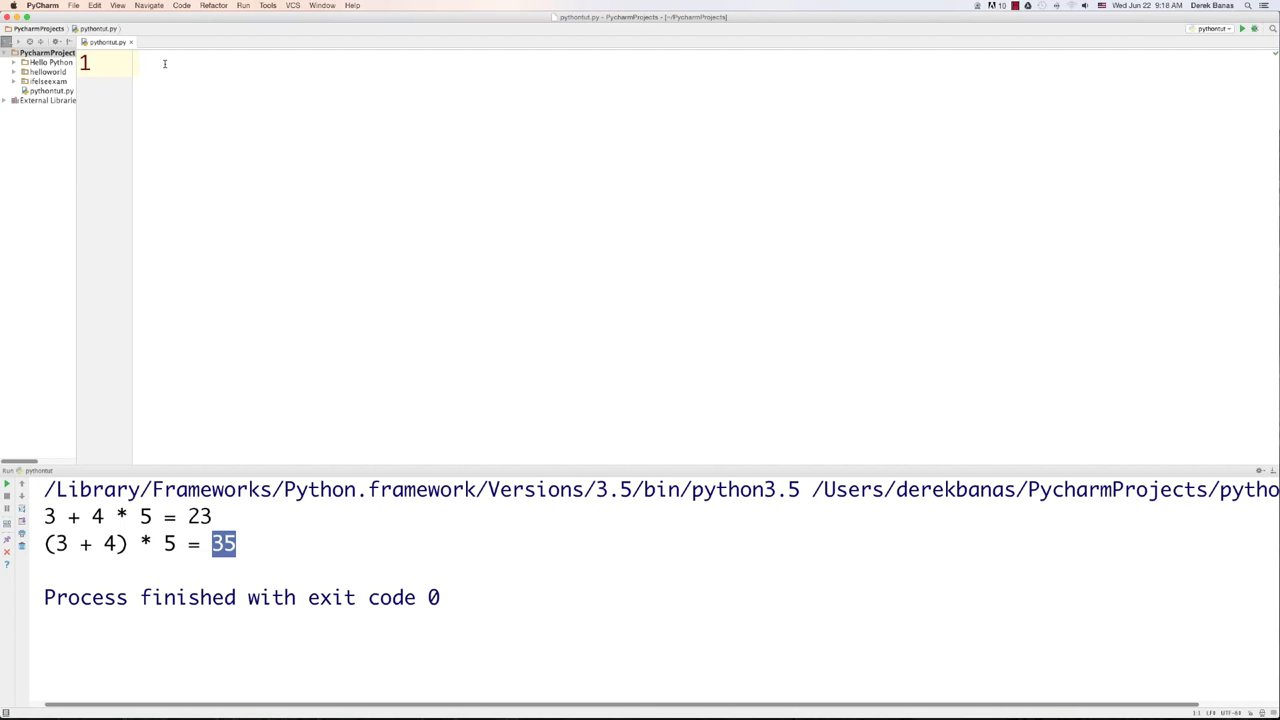 PyCharm File Edit View Navigate Code Refactor Run Tools VCS Window Help 10 Wed Jun 22 9:18 AM Derek Banas
pythontut.py - PycharmProjects - [~/PycharmProjects]
PycharmProjects pythontut.py pythontut
pythontut.py
PycharmProject
Hello Python
helloworld
ifelseexam
pythontut.py
External Librarie
1
Run pythontut
/Library/Frameworks/Python.framework/Versions/3.5/bin/python3.5 /Users/derekbanas/PycharmProjects/pytho
3 + 4 * 5 = 23
(3 + 4) * 5 = 35
Process finished with exit code 0
1:1 LF÷ UTF-8÷